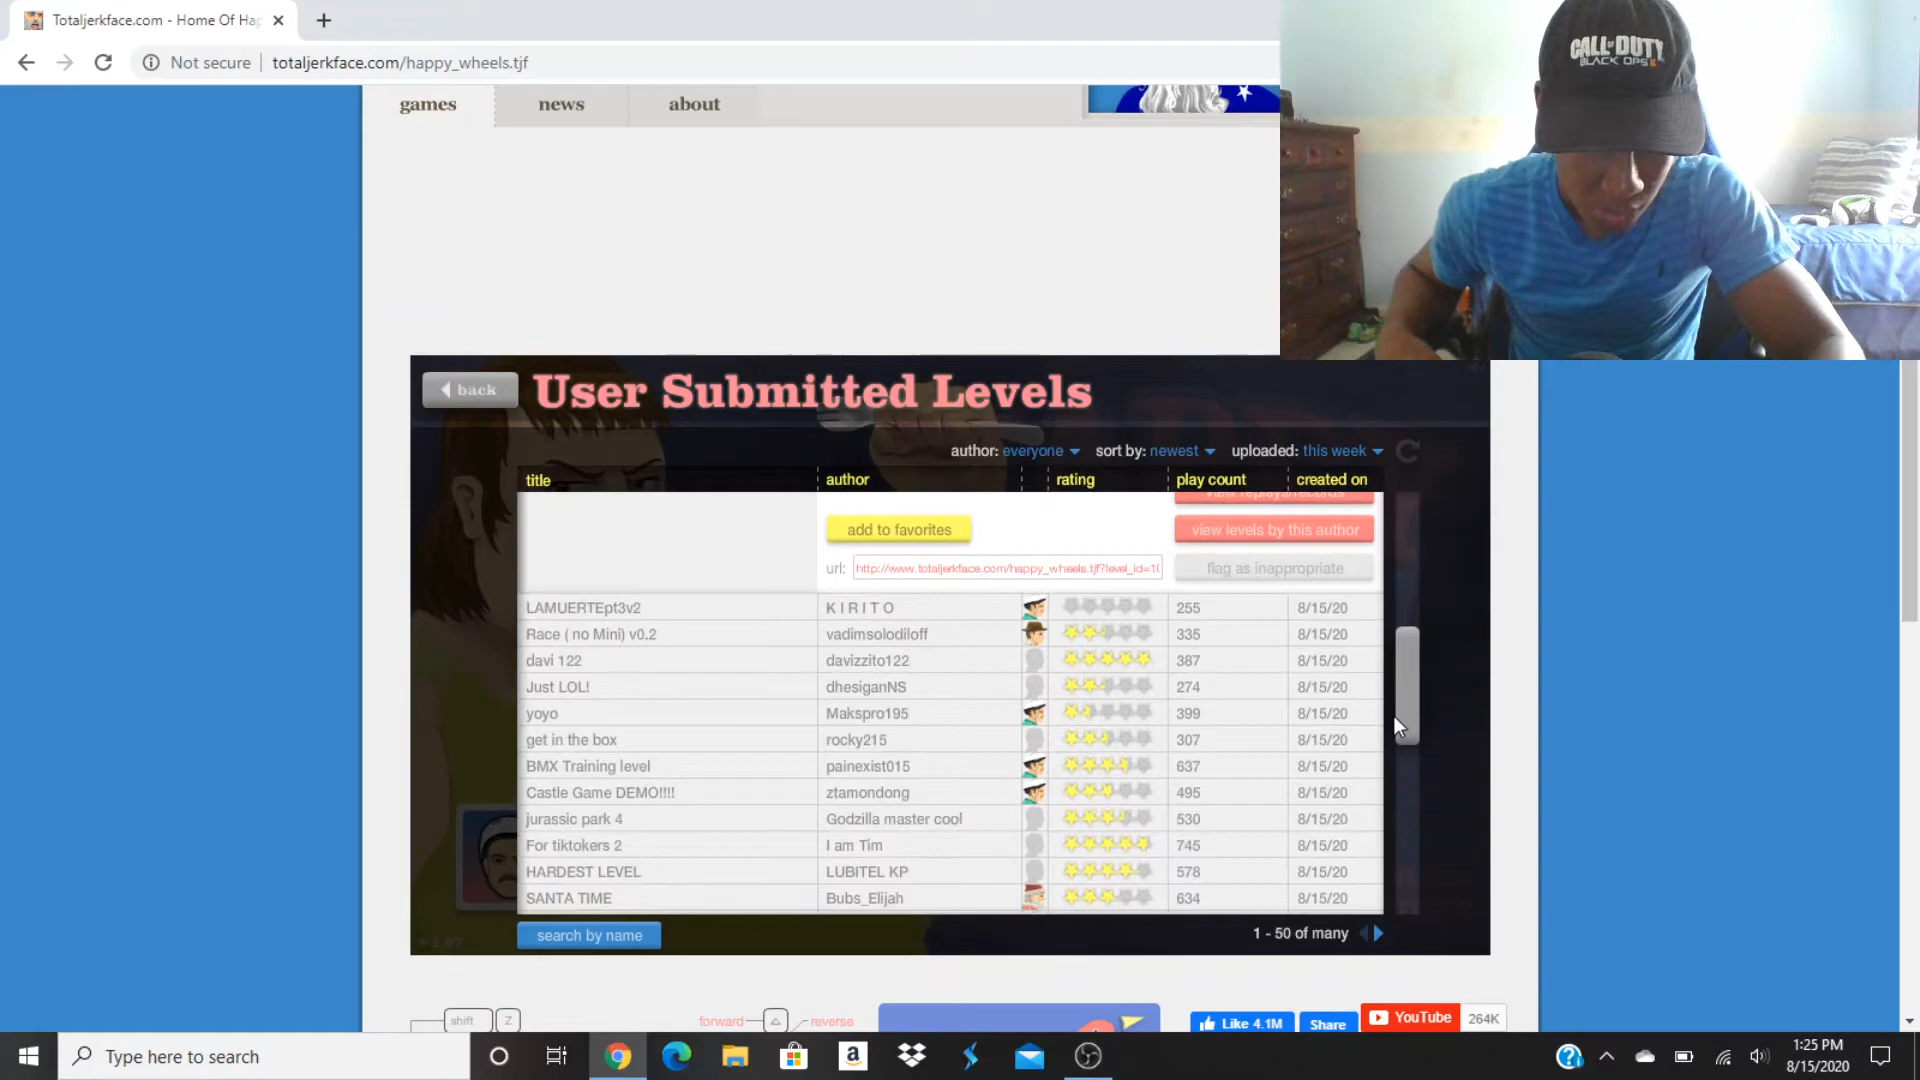 Totaljerkface.com - Home Of Hap
Not secure totaljerkface.com/happy_wheels.tjf
CALL OF DUTY
BLACK OPS
games news about
back User Submitted Levels
author: everyone sort by: newest uploaded: this week
title author rating play count created on
view replays/records
add to favorites view levels by this author
url: http://www.totaljerkface.com/happy_wheels.tjf?level_id=1( flag as inappropriate
LAMUERTEpt3v2 K I R I T O 255 8/15/20
Race ( no Mini) v0.2 vadimsolodiloff 335 8/15/20
davi 122 davizzito122 387 8/15/20
Just LOL! dhesiganNS 274 8/15/20
yoyo Makspro195 399 8/15/20
get in the box rocky215 307 8/15/20
BMX Training level painexist015 637 8/15/20
Castle Game DEMO!!!! ztamondong 495 8/15/20
jurassic park 4 Godzilla master cool 530 8/15/20
For tiktokers 2 I am Tim 745 8/15/20
HARDEST LEVEL LUBITEL KP 578 8/15/20
SANTA TIME Bubs_Elijah 634 8/15/20
search by name 1 - 50 of many
shift Z forward reverse Like 4.1M Share YouTube 264K
Type here to search 1:25 PM
8/15/2020